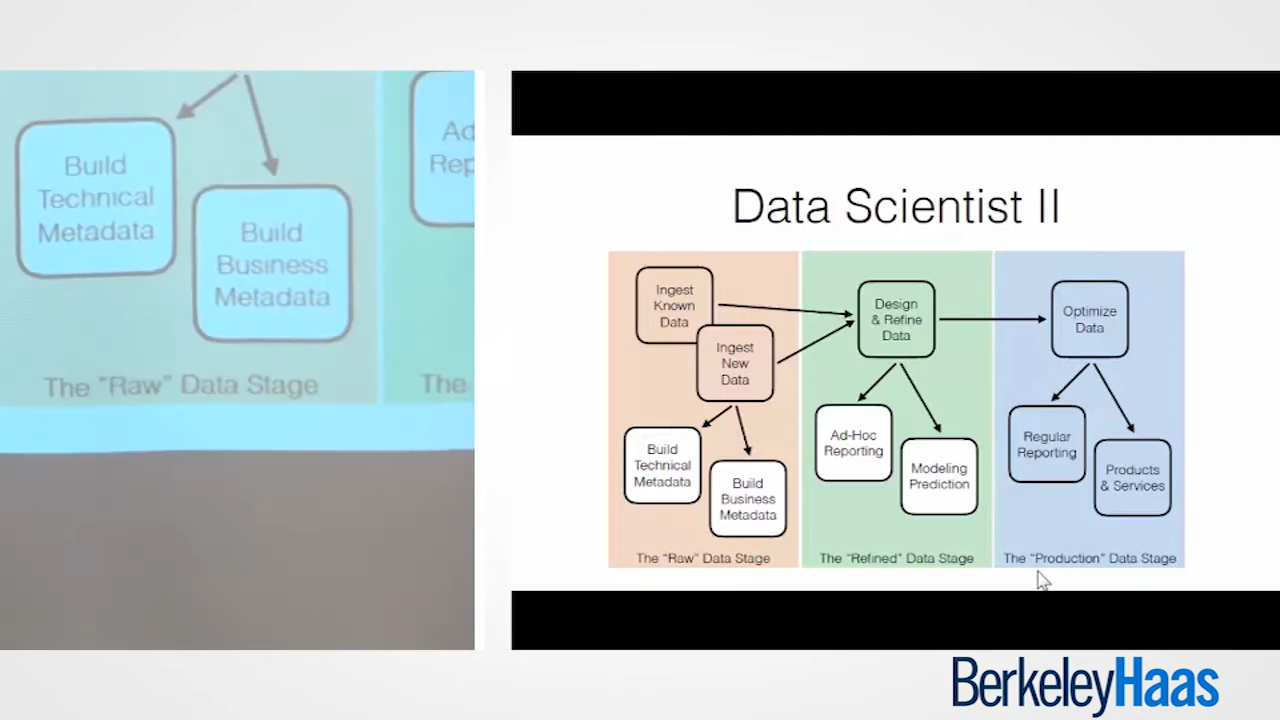 Build
Technical
Metadata
Build
Business
Metadata
The "Raw" Data Stage
The
Data Scientist II
Ingest
Known
Data
Ingest
New
Data
Build
Technical
Metadata
Build
Business
Metadata
The "Raw" Data Stage
Design
& Refine
Data
Ad-Hoc
Reporting
Modeling
Prediction
The "Refined" Data Stage
Optimize
Data
Regular
Reporting
Products
& Services
The "Production" Data Stage
BerkeleyHaas